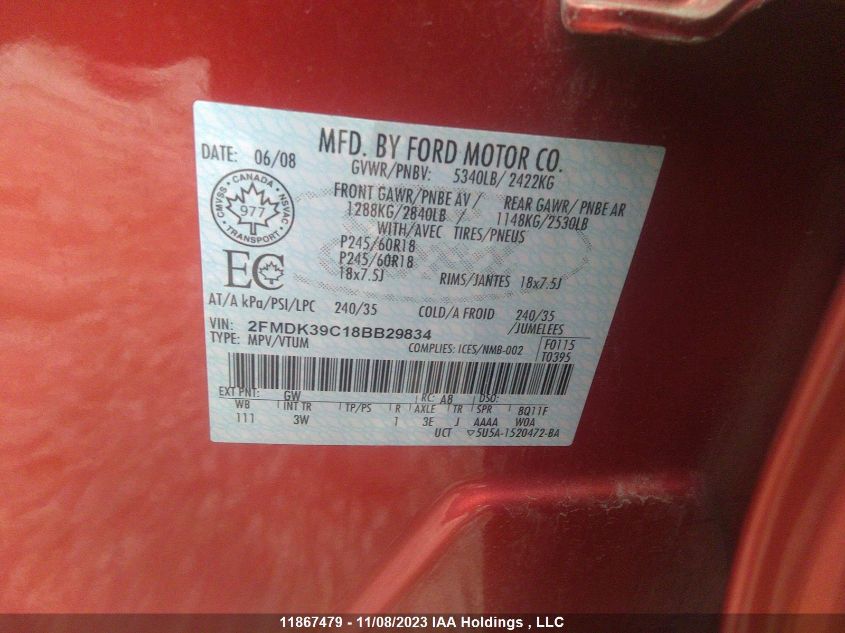 MFD. BY FORD MOTOR CO.
DATE: 06/08
GVWR/PNBV: 5340LB/ 2422KG
FRONT GAWR/PNBE AV / REAR GAWR/ PNBE AR
1288KG/2840LB 1148KG/2530LB
WITH/AVEC TIRES/PNEUS
CANADA
CMVSS 977 NSVAC
TRANSPORT
P245/60R18
P245/60R18
18x7.5J RIMS/JANTES 18x7.5J
EC
AT/A kPa/PSI/LPC 240/35 COLD/A FROID 240/35
/JUMELEES
VIN: 2FMDK39C18BB29834
TYPE: MPV/VTUM COMPLIES: ICES/NMB-002 F0115
T0395
EXT PNT: GW RC: A8 DSO:
WB INT TR TP/PS R AXLE TR SPR 8Q11F
111 3W 1 3E J AAAA W0A
UCT ▽5U5A-1520472-BA
11867479 - 11/08/2023 IAA Holdings , LLC